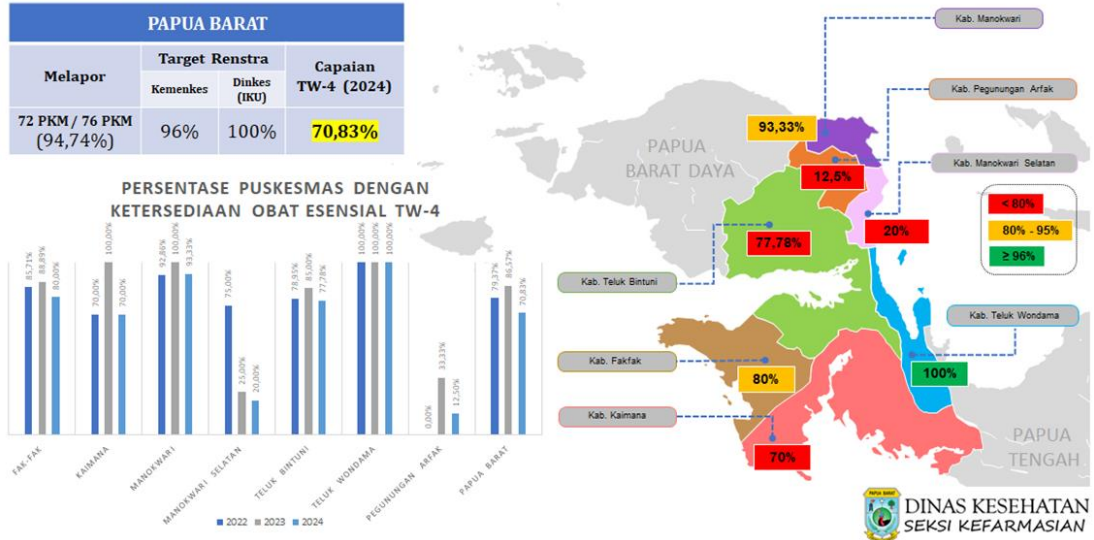 PAPUA BARAT
Melapor
Target Renstra
Capaian
TW-4 (2024)
Kemenkes
Dinkes
(IKU)
72 PKM / 76 PKM
(94,74%)
96%
100%
70,83%
PERSENTASE PUSKESMAS DENGAN
KETERSEDIAAN OBAT ESENSIAL TW-4
85,71%
88,89%
80,00%
70,00%
100,00%
70,00%
92,86%
100,00%
93,33%
75,00%
25,00%
20,00%
78,95%
85,00%
77,78%
100,00%
100,00%
100,00%
0,00%
33,33%
12,50%
79,37%
86,57%
70,83%
FAK-FAK
KAIMANA
MANOKWARI
MANOKWARI SELATAN
TELUK BINTUNI
TELUK WONDAMA
PEGUNUNGAN ARFAK
PAPUA BARAT
2022
2023
2024
Kab. Manokwari
Kab. Pegunungan Arfak
Kab. Manokwari Selatan
PAPUA
BARAT DAYA
93,33%
12,5%
20%
77,78%
< 80%
80% - 95%
≥ 96%
Kab. Teluk Bintuni
Kab. Teluk Wondama
Kab. Fakfak
100%
80%
Kab. Kaimana
70%
PAPUA
TENGAH
PAPUA BARAT
DINAS KESEHATAN
SEKSI KEFARMASIAN